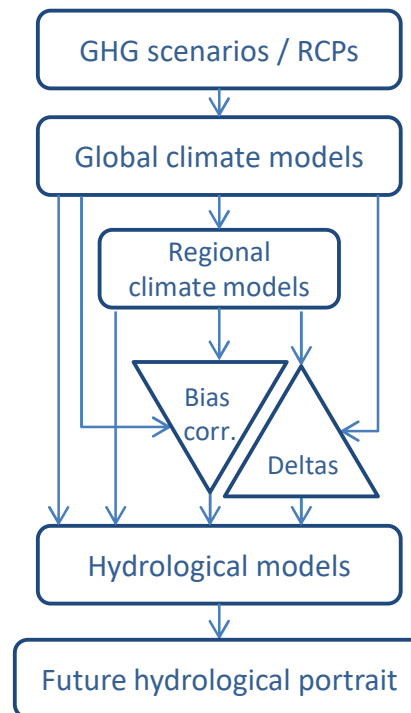 GHG scenarios / RCPs
Global climate models
Regional
climate models
Bias
corr.
Deltas
Hydrological models
Future hydrological portrait